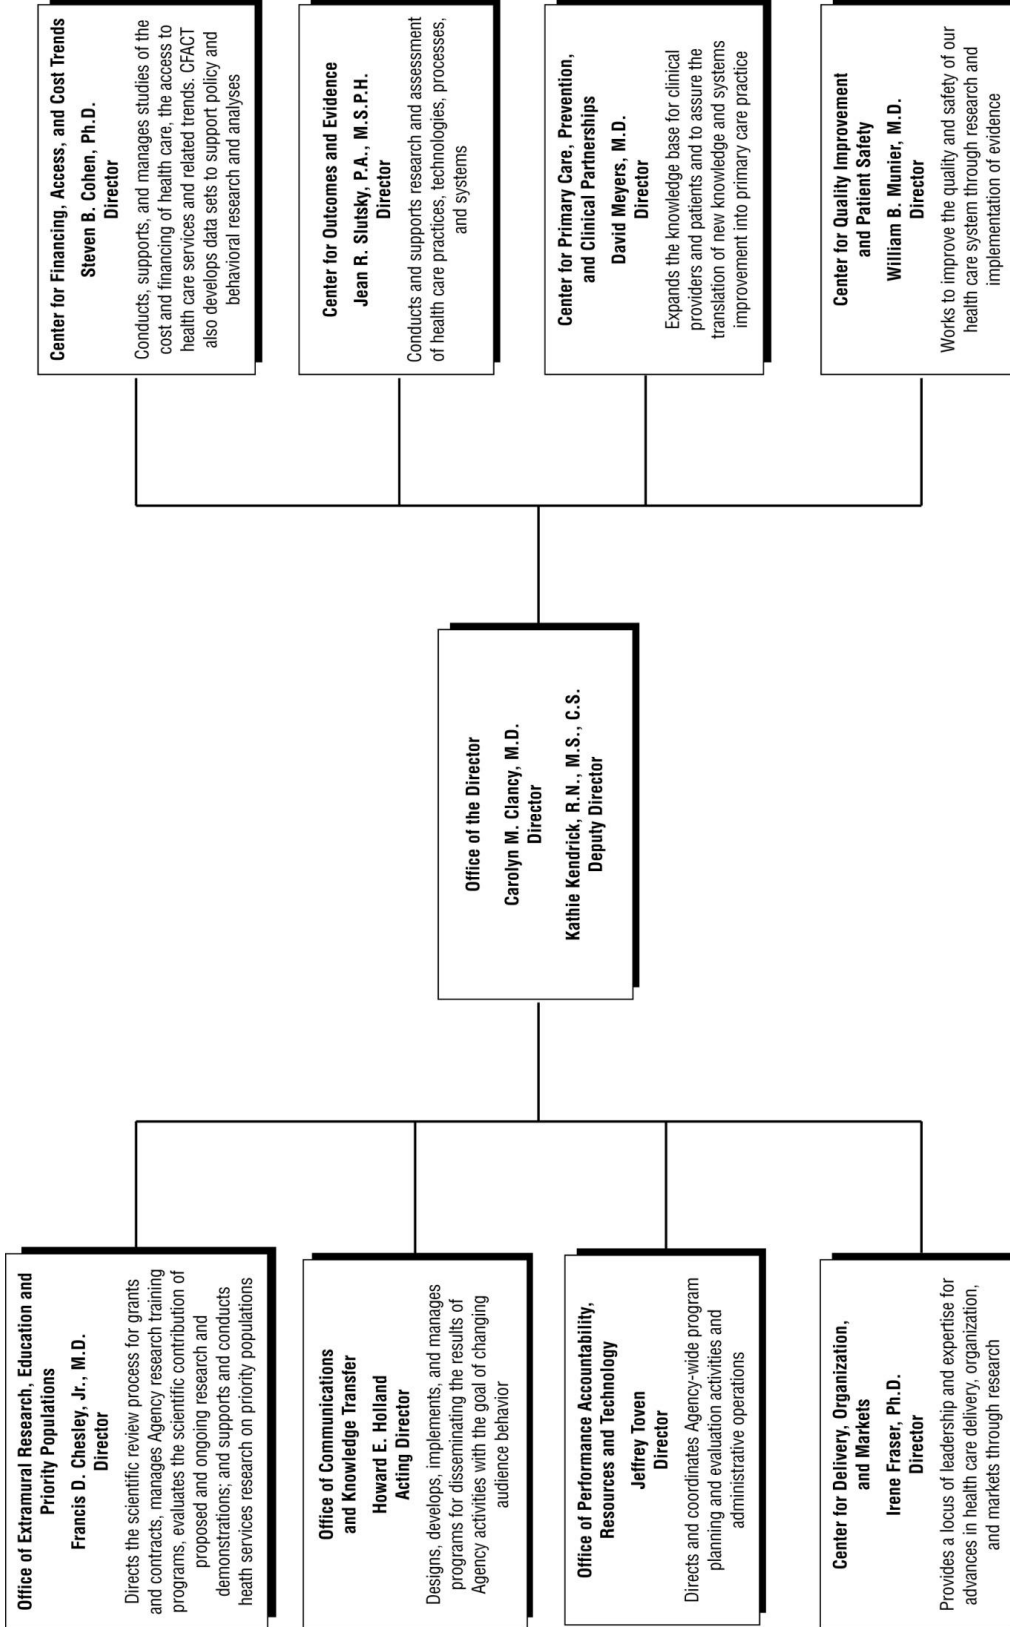 Office of Extramural Research, Education and
Priority Populations
Francis D. Chesley, Jr., M.D.
Director
Directs the scientific review process for grants
and contracts, manages Agency research training
programs, evaluates the scientific contribution of
proposed and ongoing research and
demonstrations; and supports and conducts
heath services research on priority populations
Office of Communications
and Knowledge Transfer
Howard E. Holland
Acting Director
Designs, develops, implements, and manages
programs for disseminating the results of
Agency activities with the goal of changing
audience behavior
Office of Performance Accountability,
Resources and Technology
Jeffrey Toven
Director
Directs and coordinates Agency-wide program
planning and evaluation activities and
administrative operations
Center for Delivery, Organization,
and Markets
Irene Fraser, Ph.D.
Director
Provides a locus of leadership and expertise for
advances in health care delivery, organization,
and markets through research
Office of the Director
Carolyn M. Clancy, M.D.
Director
Kathie Kendrick, R.N., M.S., C.S.
Deputy Director
Center for Financing, Access, and Cost Trends
Steven B. Cohen, Ph.D.
Director
Conducts, supports, and manages studies of the
cost and financing of health care, the access to
health care services and related trends. CFACT
also develops data sets to support policy and
behavioral research and analyses
Center for Outcomes and Evidence
Jean R. Slutsky, P.A., M.S.P.H.
Director
Conducts and supports research and assessment
of health care practices, technologies, processes,
and systems
Center for Primary Care, Prevention,
and Clinical Partnerships
David Meyers, M.D.
Director
Expands the knowledge base for clinical
providers and patients and to assure the
translation of new knowledge and systems
improvement into primary care practice
Center for Quality Improvement
and Patient Safety
William B. Munier, M.D.
Director
Works to improve the quality and safety of our
health care system through research and
implementation of evidence